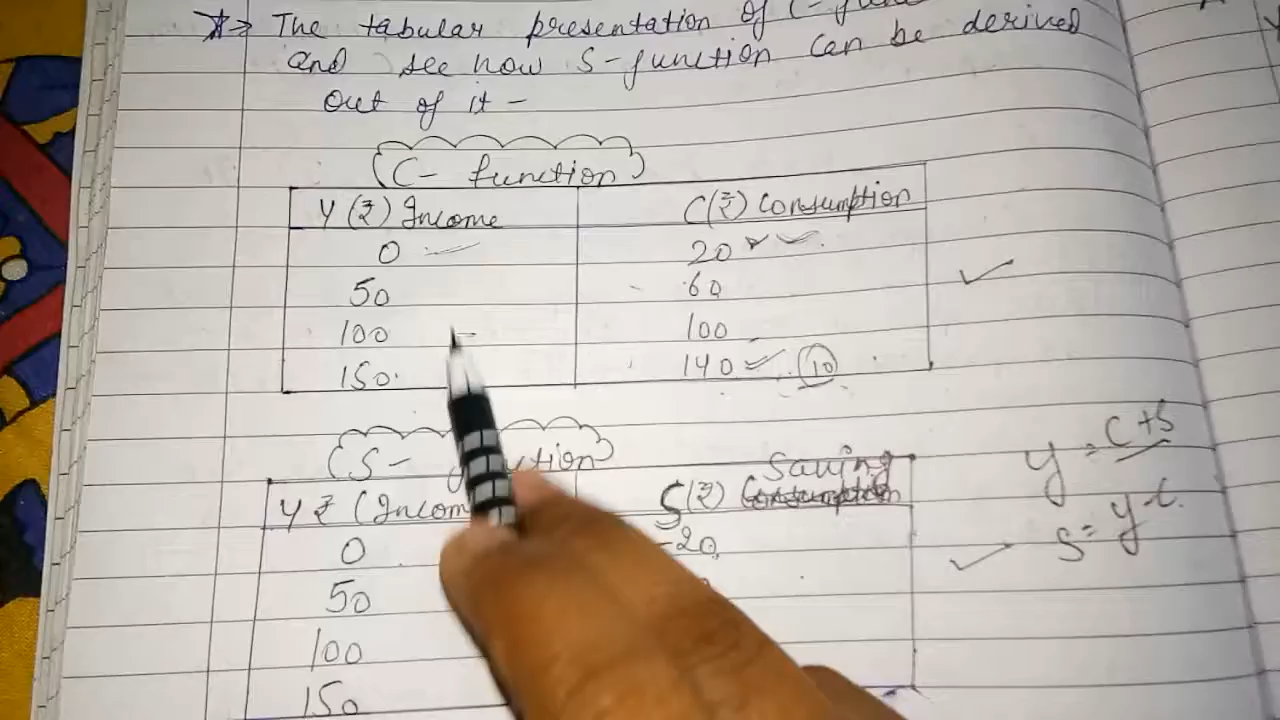 ⇒ The tabular presentation of C-
and see how S-function can be derived
out of it -
(C- function)
Y (₹) Income C(₹) Consumption
0 20
50 60
100 100
150 140 10
(S-
Y ₹ (Incom S(₹) Saving
0 -20
50
100
150
y = C+S
S = y-c.